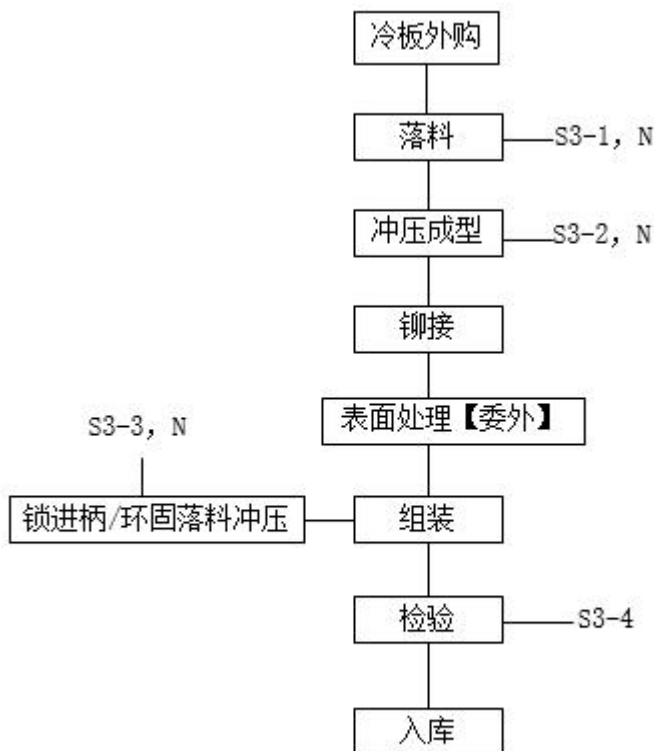 冷板外购
落料
S3-1, N
冲压成型
S3-2, N
铆接
表面处理【委外】
S3-3, N
锁进柄/环固落料冲压
组装
检验
S3-4
入库